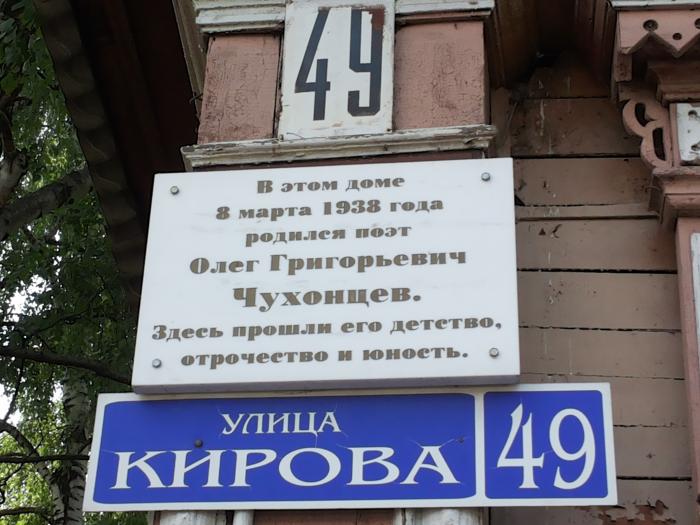 49
В этом доме
8 марта 1938 года
родился поэт
Олег Григорьевич
Чухонцев.
Здесь прошли его детство,
отрочество и юность.
УЛИЦА
КИРОВА 49